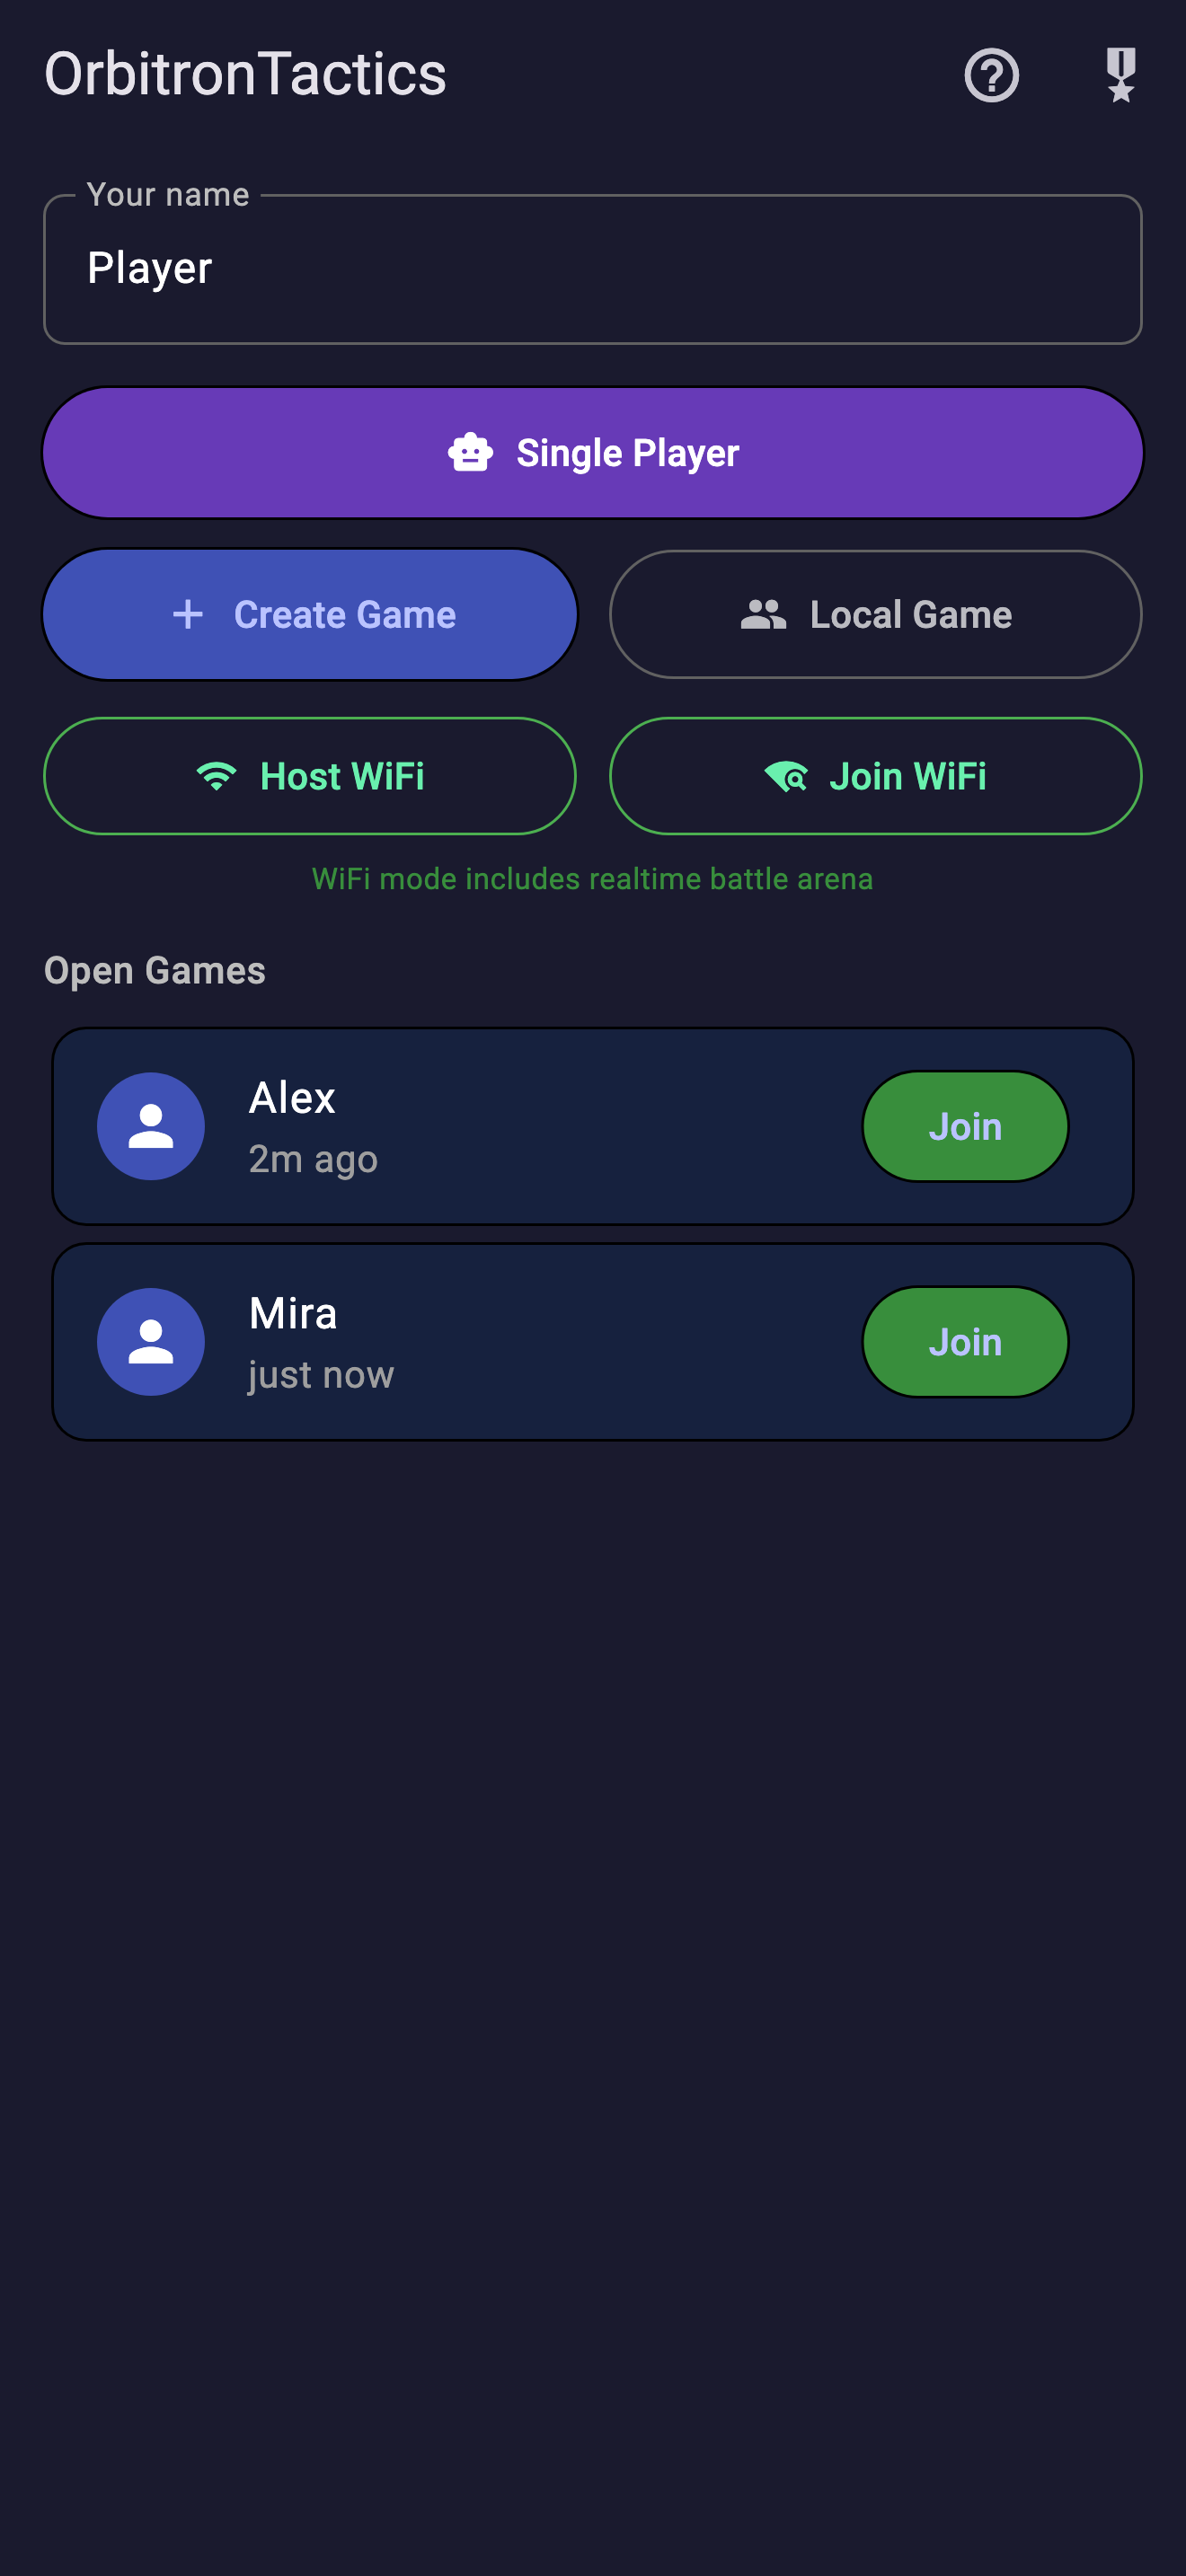 OrbitronTactics
Your name
Player
Single Player
Create Game
Local Game
Host WiFi
Join WiFi
WiFi mode includes realtime battle arena
Open Games
Alex
2m ago
Join
Mira
just now
Join